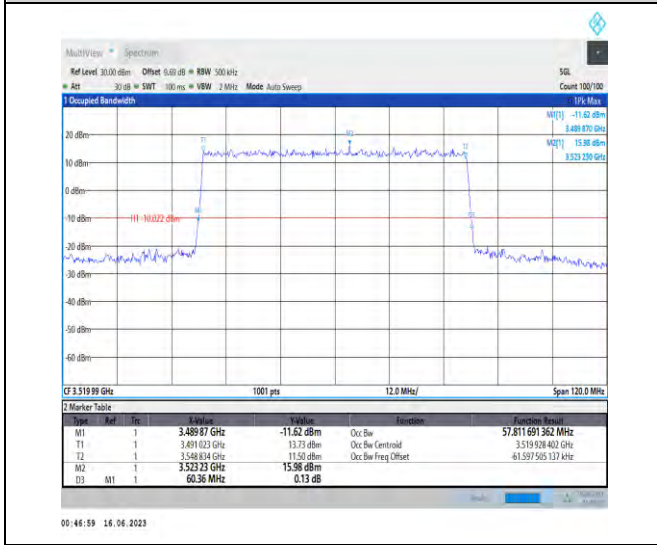 MultiView Spectrum
Ref Level 30.00 dBm Offset 0.60 dB RBW 500 kHz SGL
Att 30 dB SWT 100 ms VBW 2 MHz Mode Auto Sweep Count 100/100
1 Occupied Bandwidth 1Pk Max
M1[1] -11.62 dBm
3.489 870 GHz
M2[1] 15.98 dBm
3.523 230 GHz
20 dBm
10 dBm
0 dBm
-10 dBm
H1 -10.022 dBm
-20 dBm
-30 dBm
-40 dBm
-50 dBm
-60 dBm
T1
M2
T2
M1
D3
CF 3.519 99 GHz 1001 pts 12.0 MHz/ Span 120.0 MHz
2 Marker Table
Type Ref Trc X-Value Y-Value Function Function Result
M1 1 3.489 87 GHz -11.62 dBm Occ Bw 57.811 691 362 MHz
T1 1 3.491 023 GHz 13.73 dBm Occ Bw Centroid 3.519 928 402 GHz
T2 1 3.548 834 GHz 11.50 dBm Occ Bw Freq Offset -61.597 505 137 kHz
M2 1 3.523 23 GHz 15.98 dBm
D3 M1 1 60.36 MHz 0.13 dB
00:46:59 16.06.2023